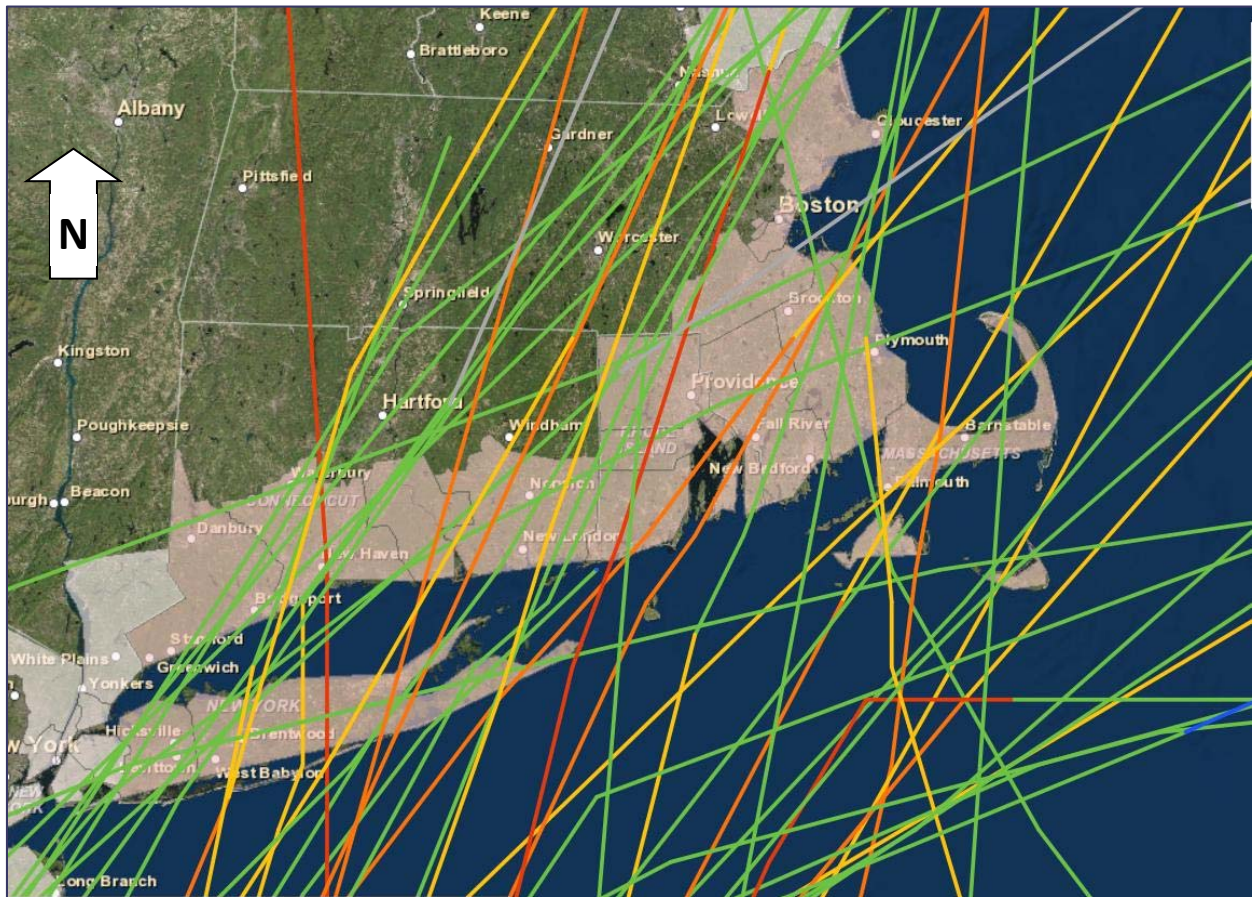 Keene
Brattleboro
Nashua
Albany
Lowell
Gloucester
Gardner
Pittsfield
Boston
N
Worcester
Springfield
Brockton
Kingston
Plymouth
Providence
Hartford
Poughkeepsie
Windham
Fall River
Barnstable
RHODE
ISLAND
MASSACHUSETTS
Waterbury
New Bedford
Falmouth
Norwich
CONNECTICUT
burgh
Beacon
Danbury
New London
New Haven
Bridgeport
Stamford
White Plains
Greenwich
Yonkers
NEW YORK
Hicksville
Brentwood
w York
Levittown
West Babylon
NEW
Long Branch